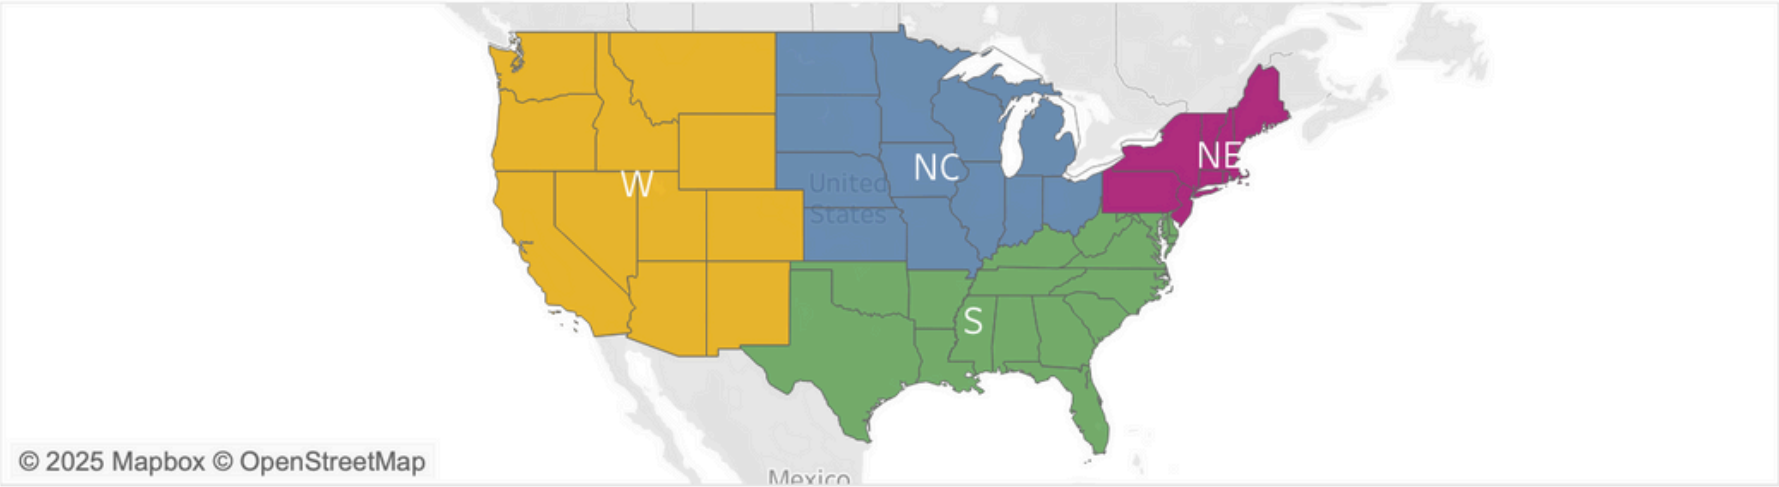 NC
NE
W
United
States
S
© 2025 Mapbox © OpenStreetMap
Mexico